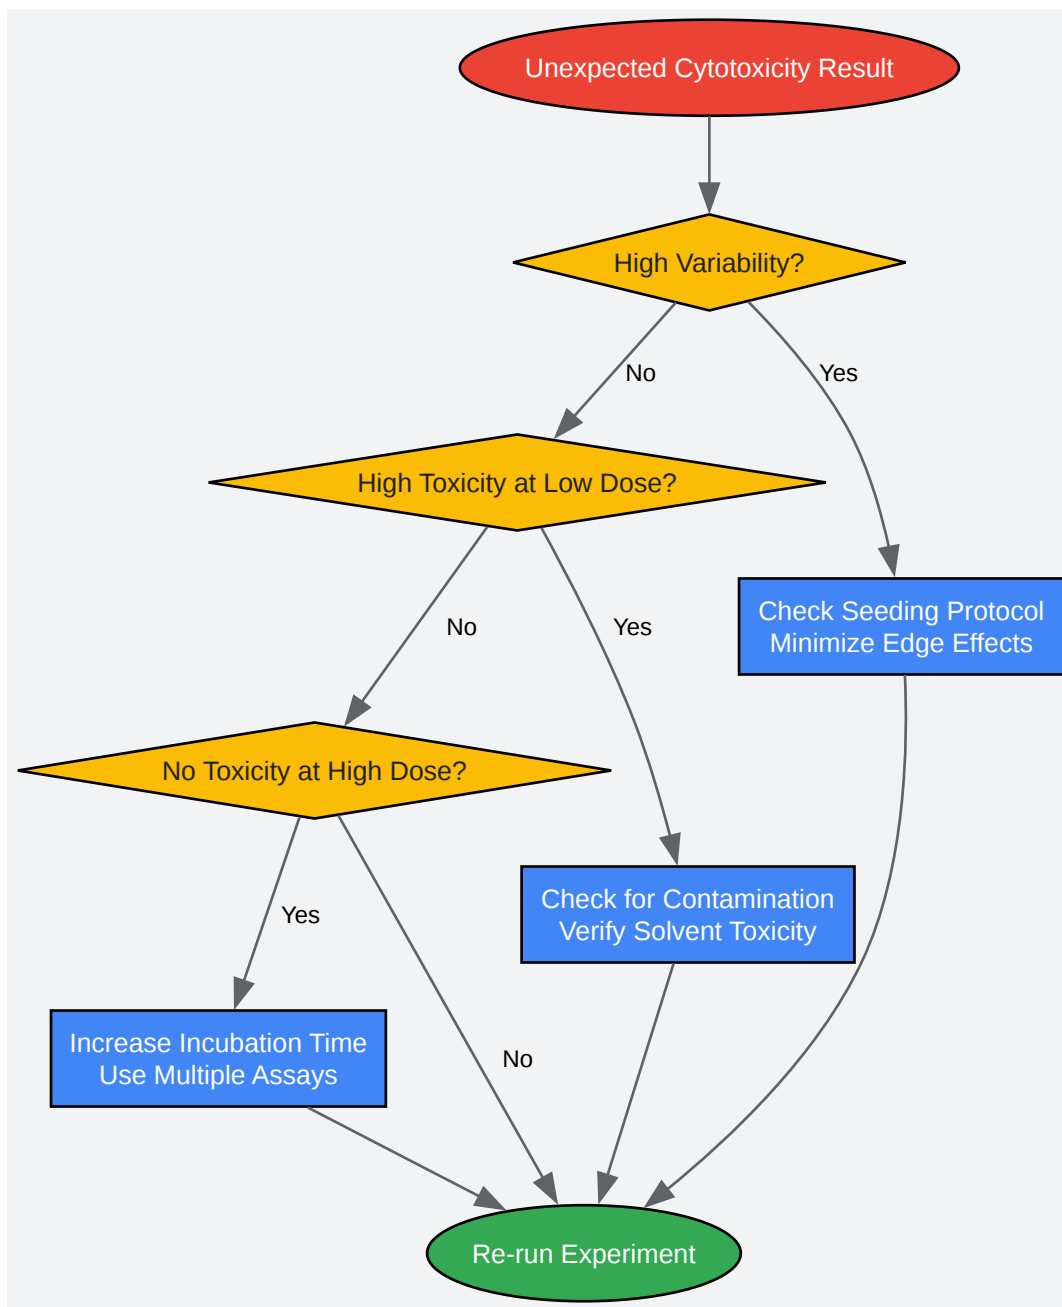 Unexpected Cytotoxicity Result
High Variability?
No
Yes
High Toxicity at Low Dose?
No
Yes
Check Seeding Protocol
Minimize Edge Effects
No Toxicity at High Dose?
Yes
No
Check for Contamination
Verify Solvent Toxicity
Increase Incubation Time
Use Multiple Assays
Re-run Experiment